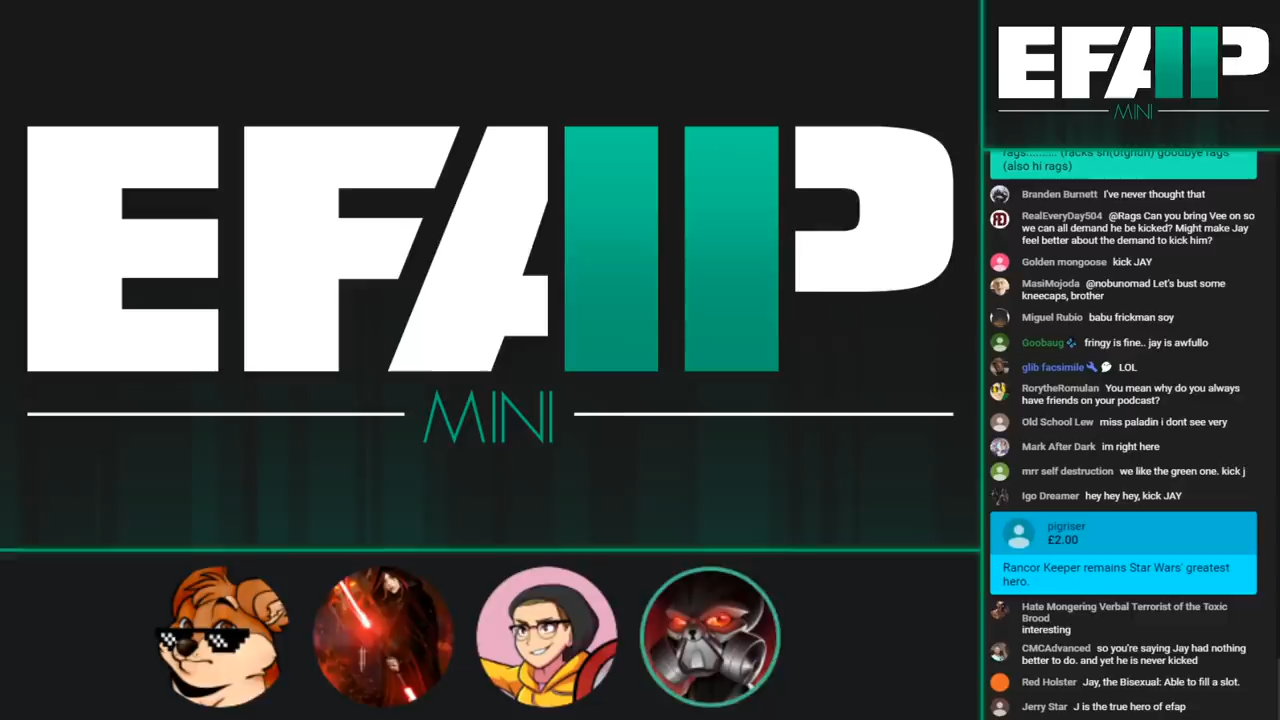 EFAP
MINI
EFAP
MINI
rags.......... (racks sh(otghun) goodbye rags
(also hi rags)
Branden Burnett I've never thought that
RealEveryDay504 @Rags Can you bring Vee on so
we can all demand he be kicked? Might make Jay
feel better about the demand to kick him?
Golden mongoose kick JAY
MasiMojoda @nobunomad Let's bust some
kneecaps, brother
Miguel Rubio babu frickman soy
Goobaug fringy is fine.. jay is awfullo
glib facsimile LOL
RorytheRomulan You mean why do you always
have friends on your podcast?
Old School Lew miss paladin i dont see very
Mark After Dark im right here
mrr self destruction we like the green one. kick j
Igo Dreamer hey hey hey, kick JAY
pigriser
£2.00
Rancor Keeper remains Star Wars' greatest
hero.
Hate Mongering Verbal Terrorist of the Toxic
Brood
interesting
CMCAdvanced so you're saying Jay had nothing
better to do. and yet he is never kicked
Red Holster Jay, the Bisexual: Able to fill a slot.
Jerry Star J is the true hero of efap